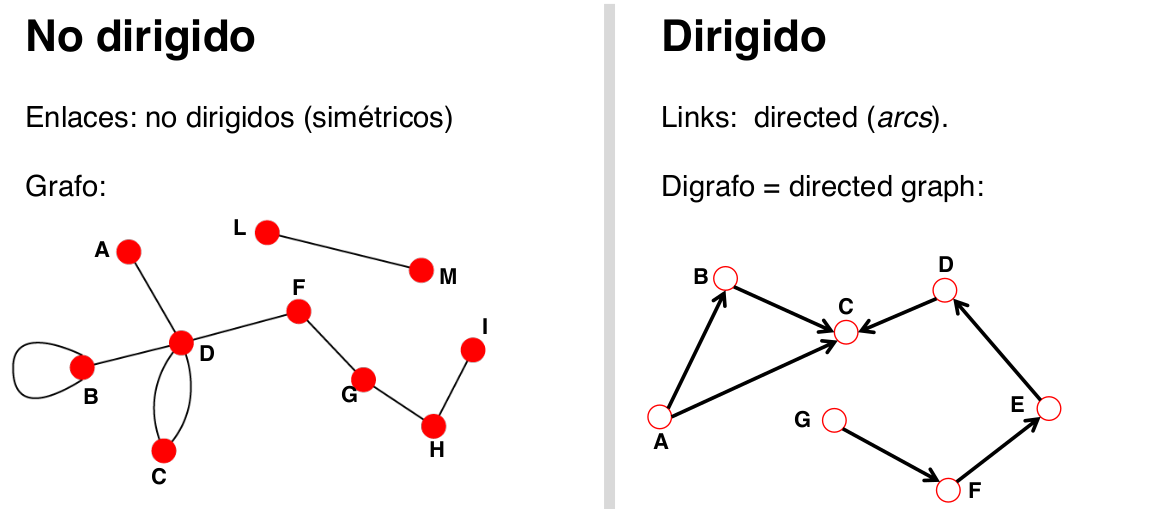 No dirigido
Enlaces: no dirigidos (simétricos)
Grafo:
L
A
M
F
I
D
B
G
H
C
Dirigido
Links:  directed (arcs).
Digrafo = directed graph:
D
B
C
E
G
A
F